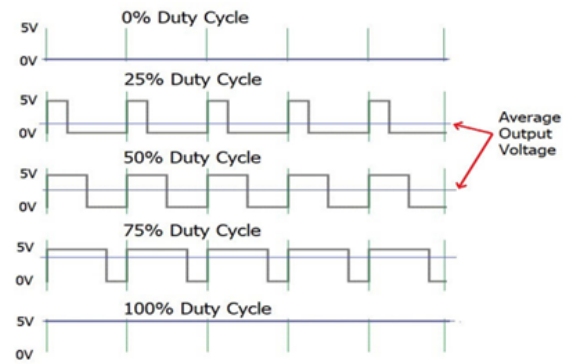 0% Duty Cycle
5V
0V
25% Duty Cycle
5V
0V
Average
Output
Voltage
50% Duty Cycle
5V
0V
75% Duty Cycle
5V
0V
100% Duty Cycle
5V
0V